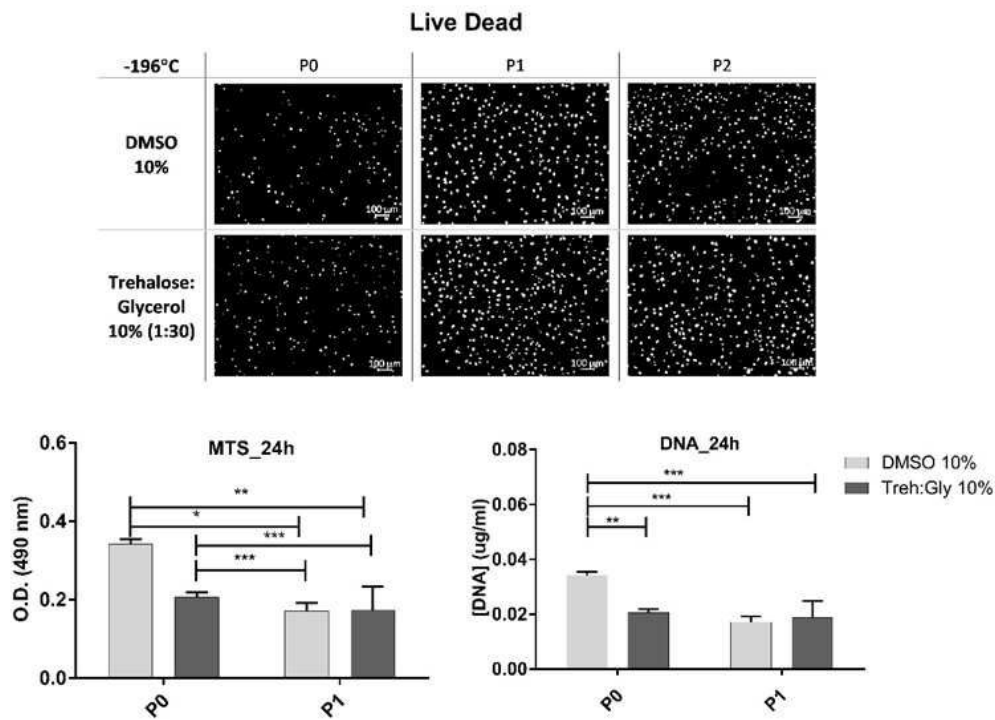 Live Dead
-196°C P0 P1 P2
DMSO
10%
100 µm 100 µm 100 µm
Trehalose:
Glycerol
10% (1:30)
100 µm 100 µm 100 µm
MTS_24h
O.D. (490 nm)
0.6
0.4
0.2
0.0
**
*
***
***
P0 P1
DNA_24h
[DNA] (ug/ml)
0.08
0.06
0.04
0.02
0.00
***
***
**
P0 P1
DMSO 10%
Treh:Gly 10%